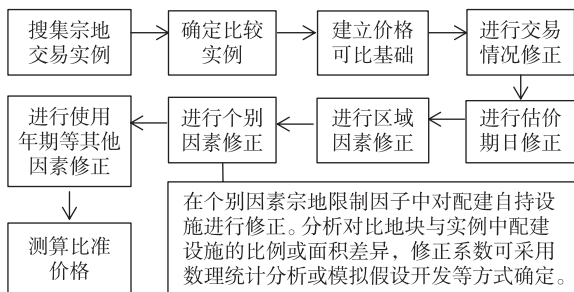 搜集宗地
交易实例
确定比较
实例
建立价格
可比基础
进行交易
情况修正
进行估价
期日修正
进行区域
因素修正
进行个别
因素修正
进行使用
年期等其他
因素修正
测算比准
价格
在个别因素宗地限制因子中对配建自持设
施进行修正。分析对比地块与实例中配建
设施的比例或面积差异，修正系数可采用
数理统计分析或模拟假设开发等方式确定。